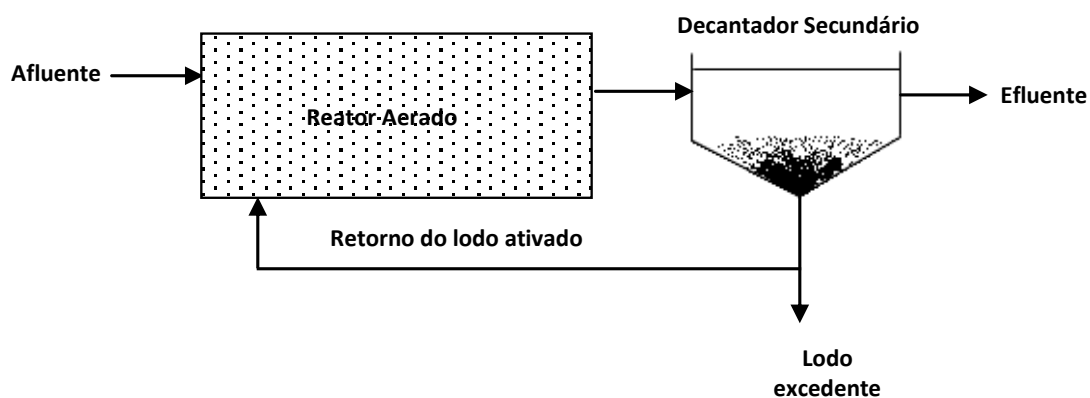 Decantador Secundário
Afluente
Reator Aerado
Efluente
Retorno do lodo ativado
Lodo
excedente